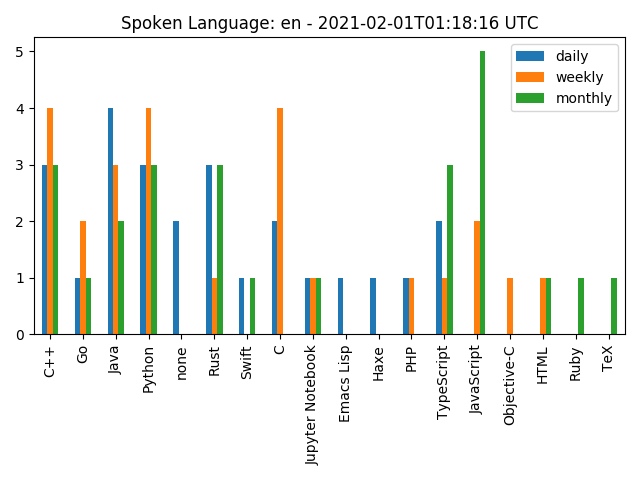 Spoken Language: en - 2021-02-01T01:18:16 UTC
daily
weekly
monthly
5
4
3
2
1
0
C++
Go
Java
Python
none
Rust
Swift
C
Jupyter Notebook
Emacs Lisp
Haxe
PHP
TypeScript
JavaScript
Objective-C
HTML
Ruby
TeX